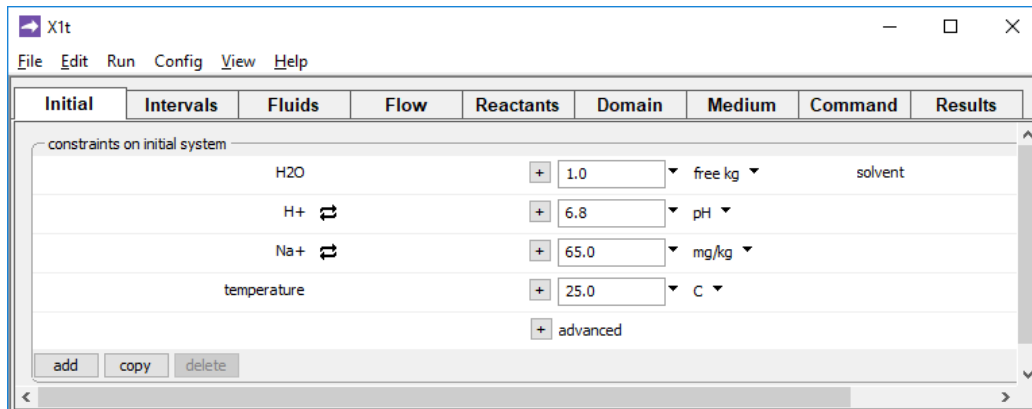 X1t
File Edit Run Config View Help
Initial Intervals Fluids Flow Reactants Domain Medium Command Results
constraints on initial system
H2O + 1.0 free kg solvent
H+ + 6.8 pH
Na+ + 65.0 mg/kg
temperature + 25.0 C
+ advanced
add copy delete